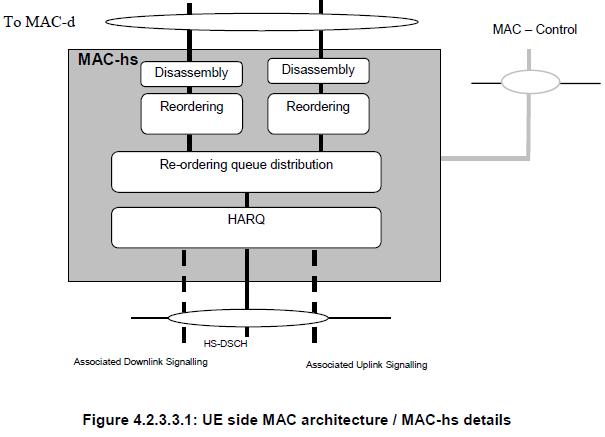 To MAC-d
MAC – Control
MAC-hs
Disassembly
Disassembly
Reordering
Reordering
Re-ordering queue distribution
HARQ
HS-DSCH
Associated Downlink Signalling
Associated Uplink Signalling
Figure 4.2.3.3.1: UE side MAC architecture / MAC-hs details